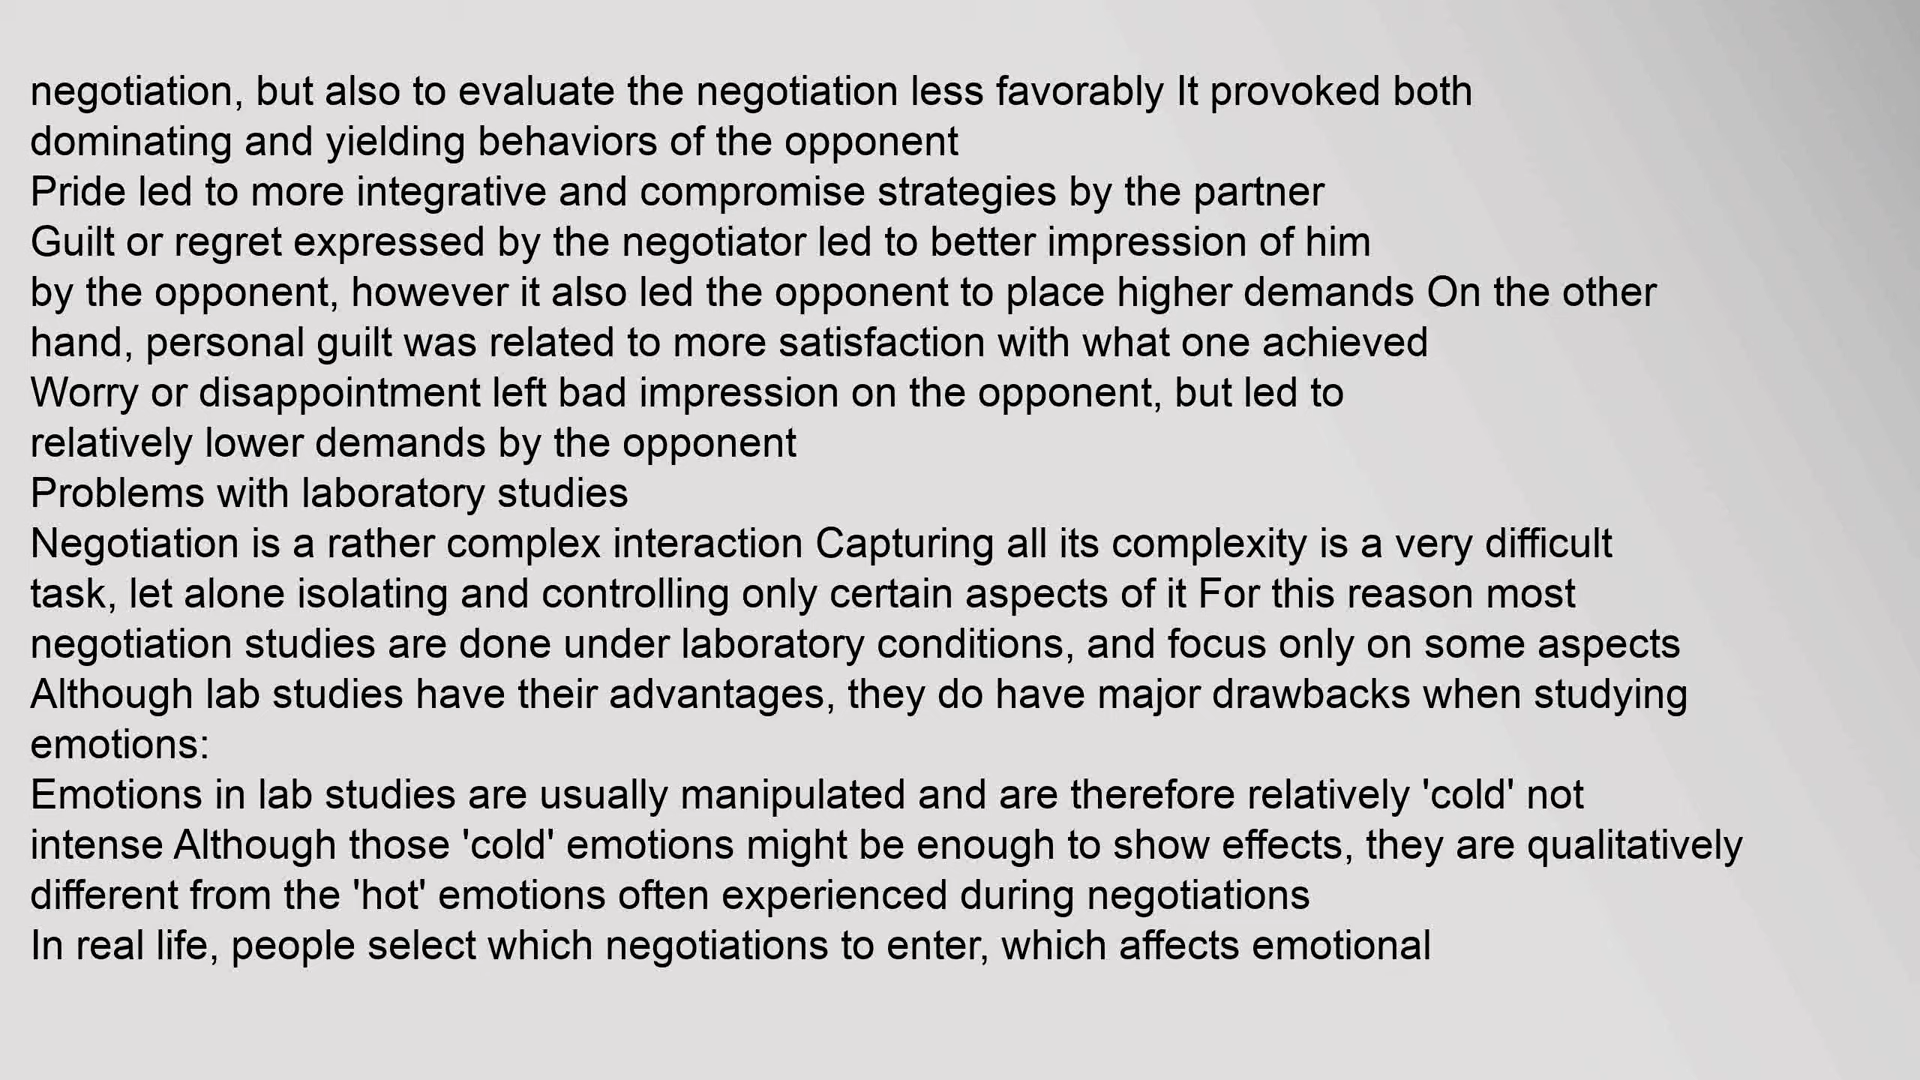 negotiation, but also to evaluate the negotiation less favorably It provoked both
dominating and yielding behaviors of the opponent
Pride led to more integrative and compromise strategies by the partner
Guilt or regret expressed by the negotiator led to better impression of him
by the opponent, however it also led the opponent to place higher demands On the other
hand, personal guilt was related to more satisfaction with what one achieved
Worry or disappointment left bad impression on the opponent, but led to
relatively lower demands by the opponent
Problems with laboratory studies
Negotiation is a rather complex interaction Capturing all its complexity is a very difficult
task, let alone isolating and controlling only certain aspects of it For this reason most
negotiation studies are done under laboratory conditions, and focus only on some aspects
Although lab studies have their advantages, they do have major drawbacks when studying
emotions:
Emotions in lab studies are usually manipulated and are therefore relatively 'cold' not
intense Although those 'cold' emotions might be enough to show effects, they are qualitatively
different from the 'hot' emotions often experienced during negotiations
In real life, people select which negotiations to enter, which affects emotional